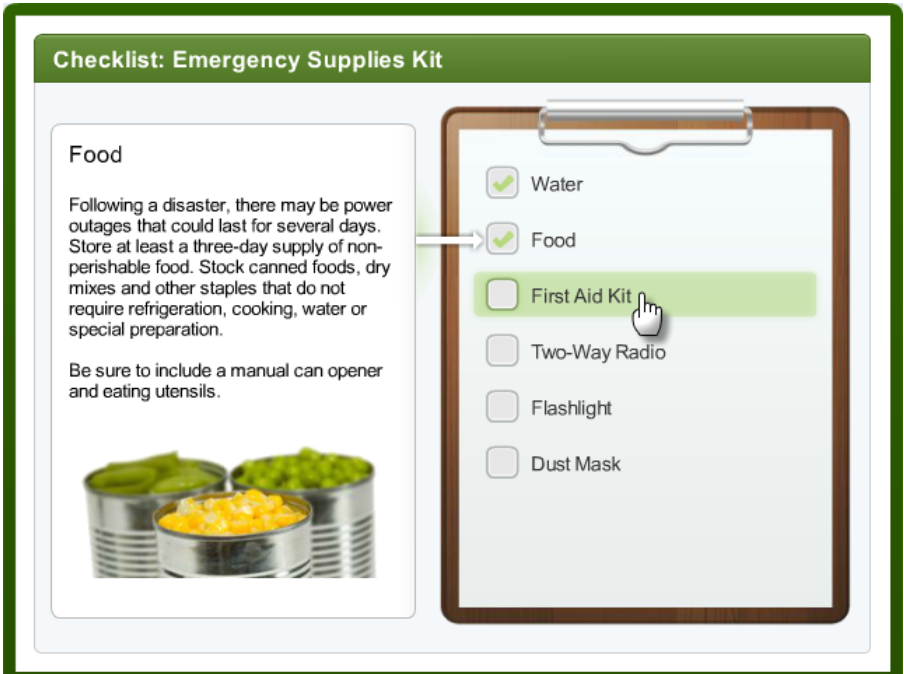 Checklist: Emergency Supplies Kit
Food
Following a disaster, there may be power
outages that could last for several days.
Store at least a three-day supply of non-
perishable food. Stock canned foods, dry
mixes and other staples that do not
require refrigeration, cooking, water or
special preparation.
Be sure to include a manual can opener
and eating utensils.
Water
Food
First Aid Kit
Two-Way Radio
Flashlight
Dust Mask